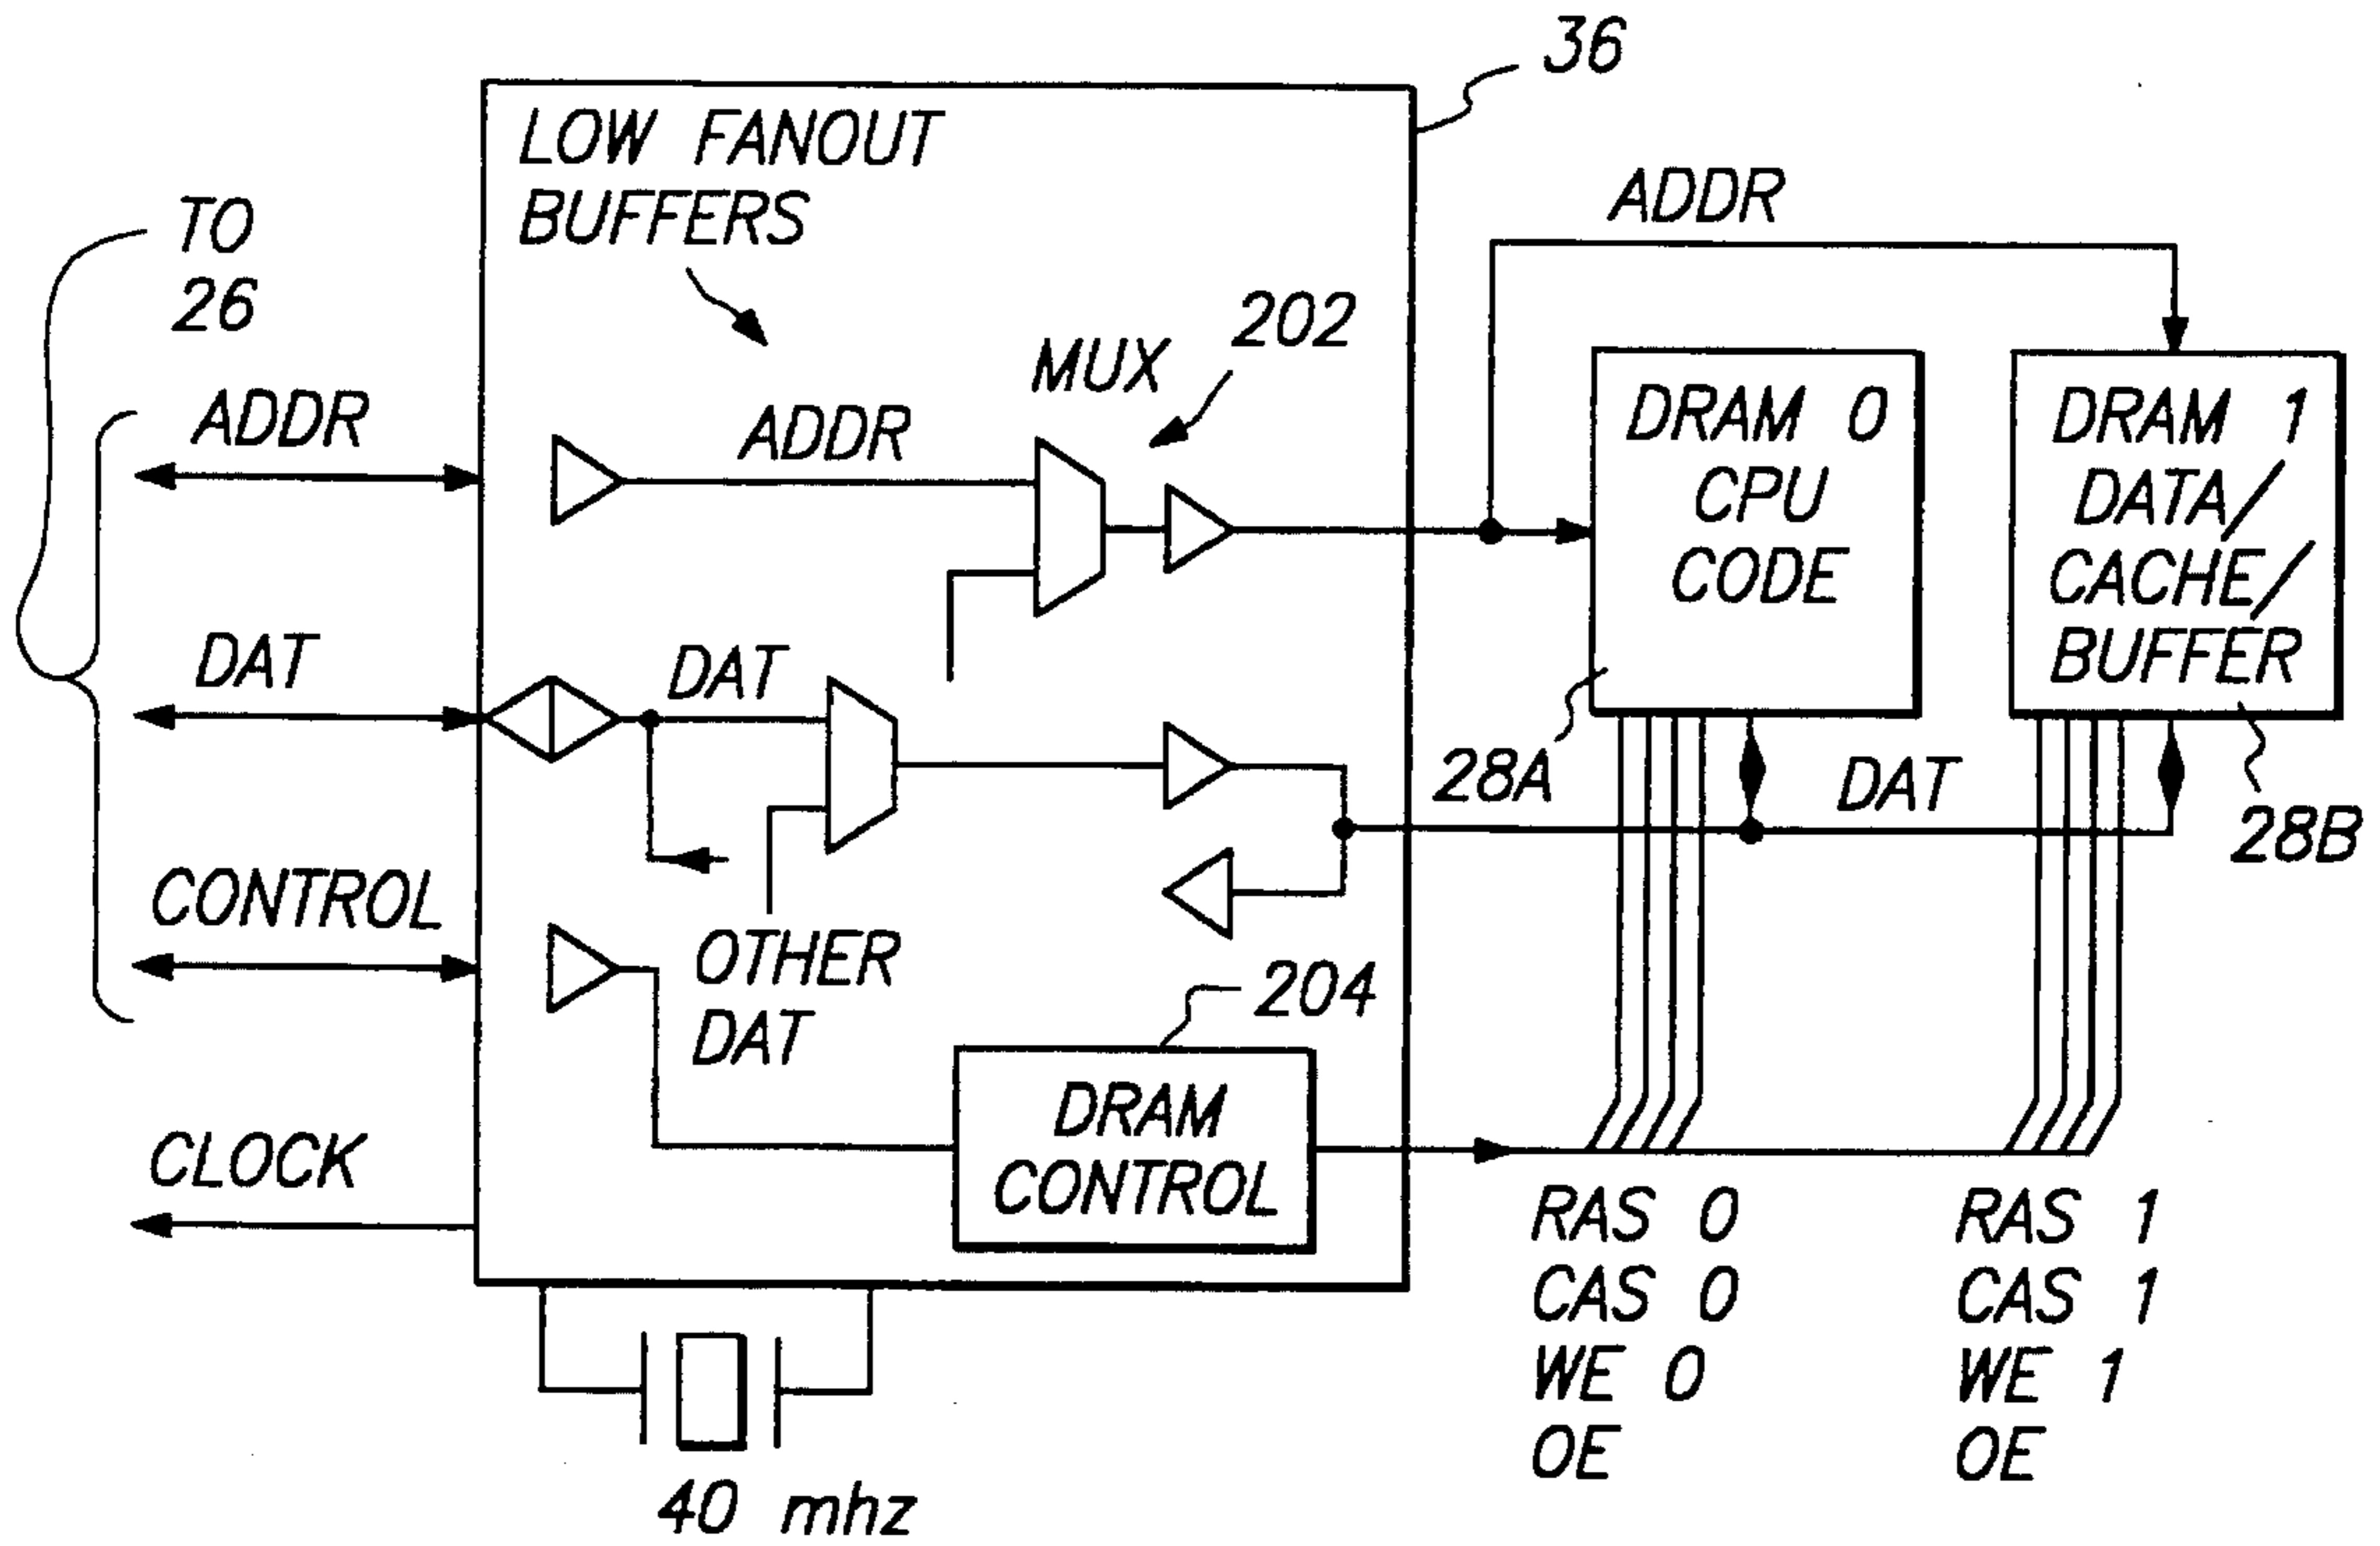 36
LOW FANOUT
BUFFERS
TO
26
ADDR
202
MUX
ADDR
ADDR
DRAM 0
CPU
CODE
DRAM 1
DATA/
CACHE/
BUFFER
DAT
DAT
28A
DAT
28B
CONTROL
OTHER
DAT
204
DRAM
CONTROL
CLOCK
RAS 0
CAS 0
WE 0
OE
RAS 1
CAS 1
WE 1
OE
40 mhz